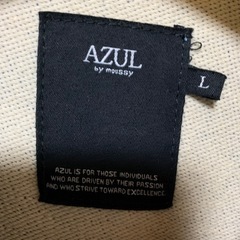 AZUL
by moussy
L
AZUL IS FOR THOSE INDIVIDUALS
WHO ARE DRIVEN BY THEIR PASSION
AND WHO STRIVE TOWARD EXCELLENCE.